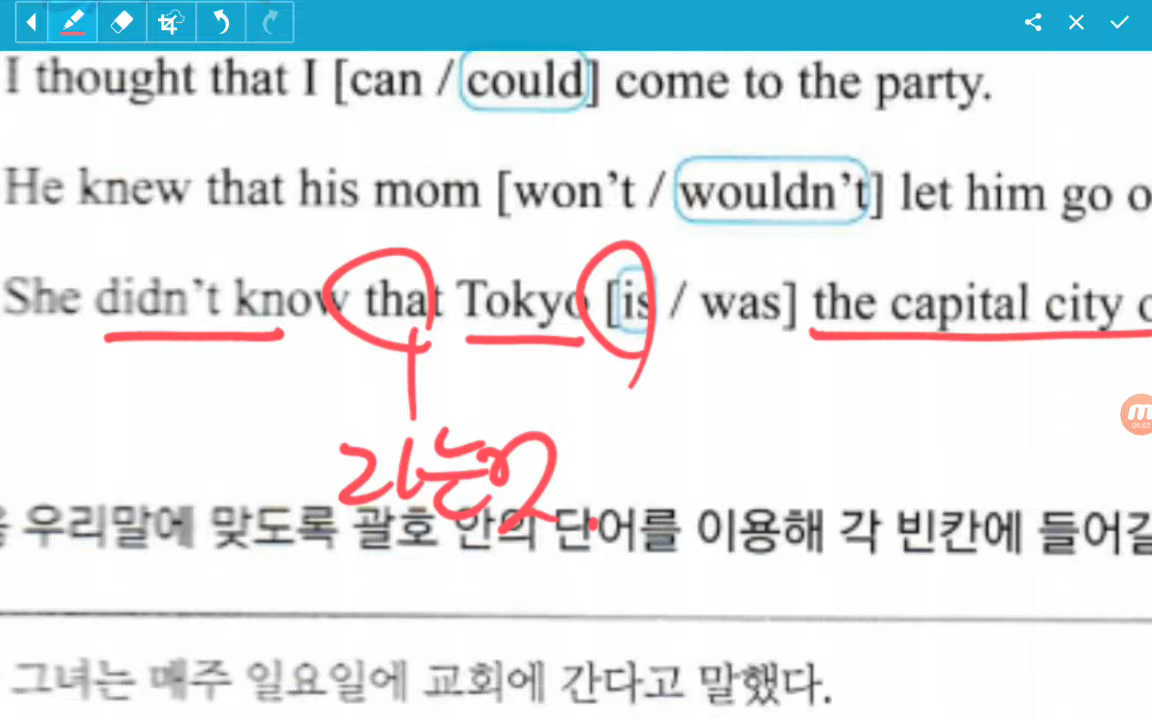 I thought that I [can / could] come to the party.
He knew that his mom [won't / wouldn't] let him go o
She didn't know that Tokyo [is / was] the capital city o
라는것.
우리말에 맞도록 괄호 안의 단어를 이용해 각 빈칸에 들어갈
그녀는 매주 일요일에 교회에 간다고 말했다.